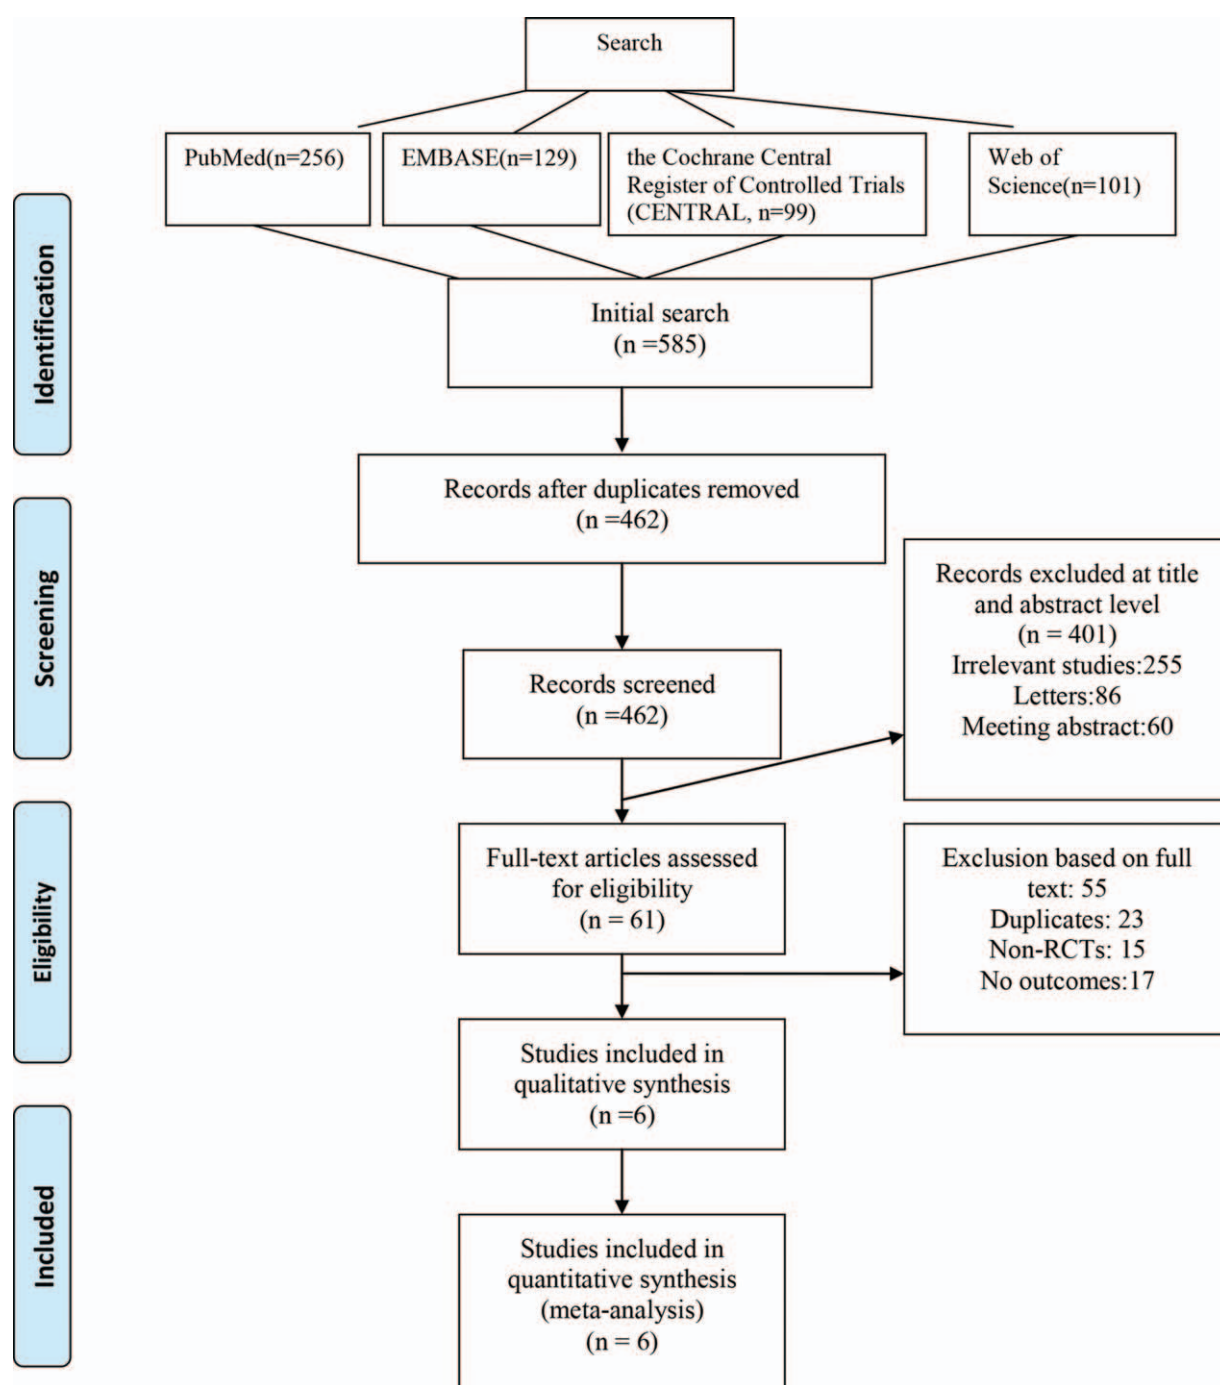 Search
PubMed(n=256)
EMBASE(n=129)
the Cochrane Central
Register of Controlled Trials
(CENTRAL, n=99)
Web of
Science(n=101)
Identification
Initial search
(n =585)
Records after duplicates removed
(n =462)
Screening
Records screened
(n =462)
Records excluded at title
and abstract level
(n = 401)
Irrelevant studies:255
Letters:86
Meeting abstract:60
Eligibility
Full-text articles assessed
for eligibility
(n = 61)
Exclusion based on full
text: 55
Duplicates: 23
Non-RCTs: 15
No outcomes:17
Studies included in
qualitative synthesis
(n =6)
Included
Studies included in
quantitative synthesis
(meta-analysis)
(n = 6)